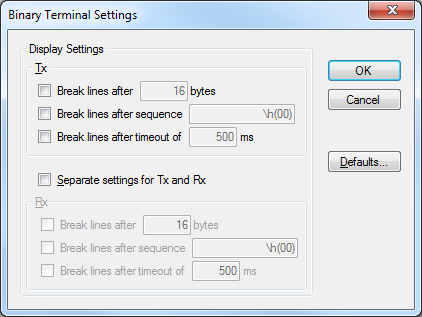 Binary Terminal Settings
Display Settings
Tx
Break lines after 16 bytes
Break lines after sequence \h(00)
Break lines after timeout of 500 ms
Separate settings for Tx and Rx
Rx
Break lines after 16 bytes
Break lines after sequence \h(00)
Break lines after timeout of 500 ms
OK
Cancel
Defaults...